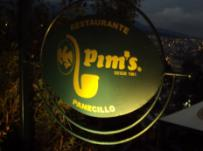 RESTAURANTE
Pim's.
DESDE 1981
PANECILLO